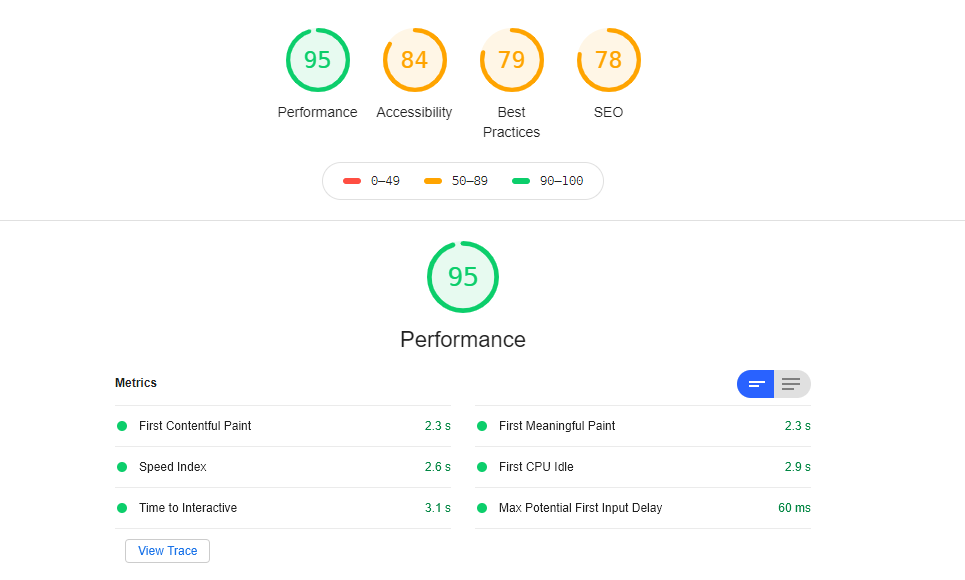 95 84 79 78
Performance Accessibility Best Practices SEO
0–49 50–89 90–100
95
Performance
Metrics
First Contentful Paint 2.3 s
First Meaningful Paint 2.3 s
Speed Index 2.6 s
First CPU Idle 2.9 s
Time to Interactive 3.1 s
Max Potential First Input Delay 60 ms
View Trace